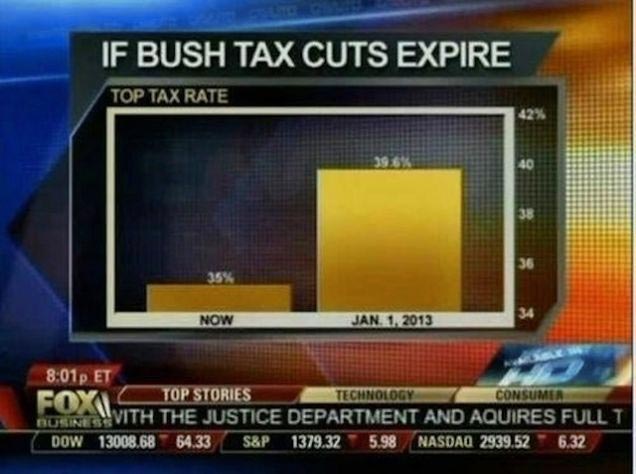 IF BUSH TAX CUTS EXPIRE
TOP TAX RATE
42%
39.6%
40
38
36
35%
34
NOW JAN. 1, 2013
8:01p ET
TOP STORIES TECHNOLOGY CONSUMER
FOX
BUSINESS
WITH THE JUSTICE DEPARTMENT AND AQUIRES FULL T
DOW 13008.68 64.33 S&P 1379.32 5.98 NASDAQ 2939.52 6.32
HD